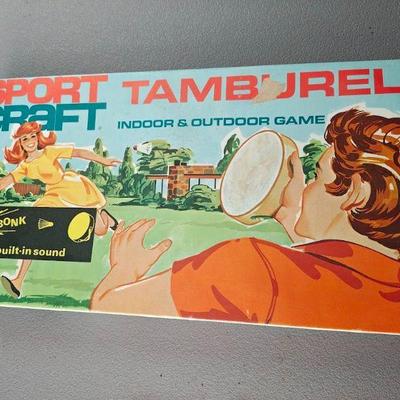 SPORT
CRAFT
TAMBUREL
INDOOR & OUTDOOR GAME
BONK
built-in sound